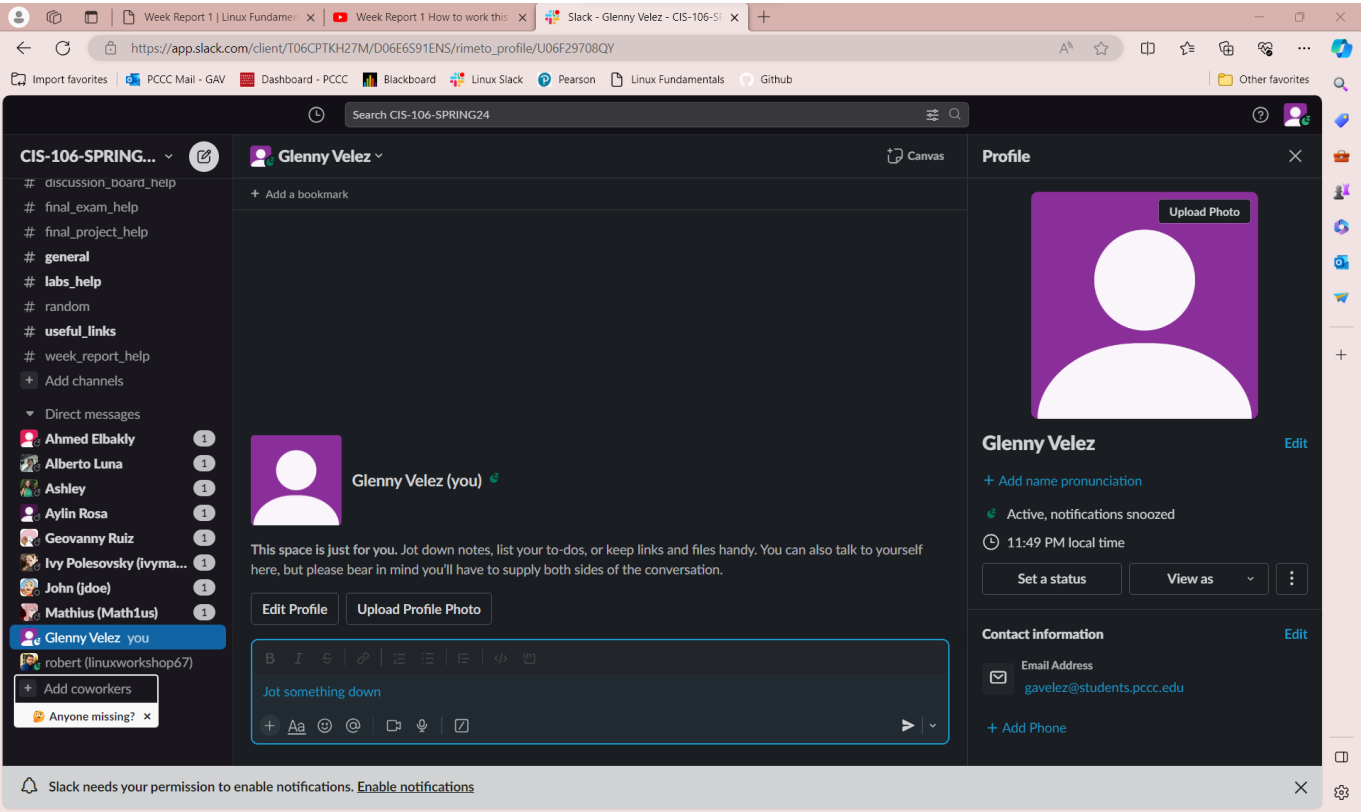 Week Report 1 | Linux Fundamen
Week Report 1 How to work this
Slack - Glenny Velez - CIS-106-SP
https://app.slack.com/client/T06CPTKH27M/D06E6S91ENS/rimeto_profile/U06F29708QY
Import favorites
PCCC Mail - GAV
Dashboard - PCCC
Blackboard
Linux Slack
Pearson
Linux Fundamentals
Github
Other favorites
Search CIS-106-SPRING24
CIS-106-SPRING...
# discussion_board_help
# final_exam_help
# final_project_help
# general
# labs_help
# random
# useful_links
# week_report_help
+ Add channels
Direct messages
Ahmed Elbakly 1
Alberto Luna 1
Ashley 1
Aylin Rosa 1
Geovanny Ruiz 1
Ivy Polesovsky (ivyma... 1
John (jdoe) 1
Mathius (Math1us) 1
Glenny Velez you
robert (linuxworkshop67)
+ Add coworkers
Anyone missing? ×
Glenny Velez
Canvas
+ Add a bookmark
Glenny Velez (you)
This space is just for you. Jot down notes, list your to-dos, or keep links and files handy. You can also talk to yourself
here, but please bear in mind you'll have to supply both sides of the conversation.
Edit Profile
Upload Profile Photo
Jot something down
Aa
Profile
Upload Photo
Glenny Velez
Edit
+ Add name pronunciation
Active, notifications snoozed
11:49 PM local time
Set a status
View as
Contact information
Edit
Email Address
gavelez@students.pccc.edu
+ Add Phone
Slack needs your permission to enable notifications. Enable notifications